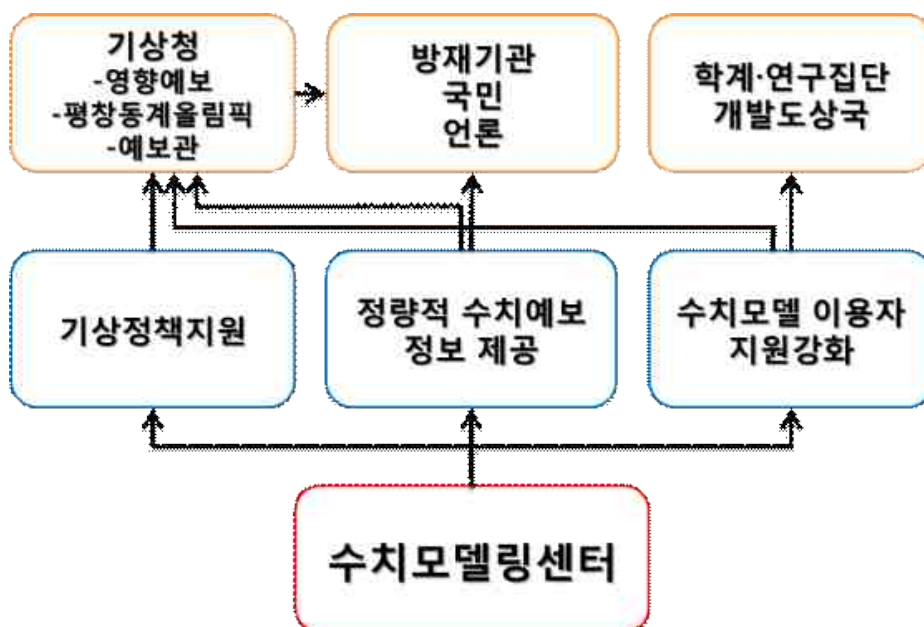 기상청
-영향예보
-평창동계올림픽
-예보관
방재기관
국민
언론
학계·연구집단
개발도상국
기상정책지원
정량적 수치예보
정보 제공
수치모델 이용자
지원강화
수치모델링센터